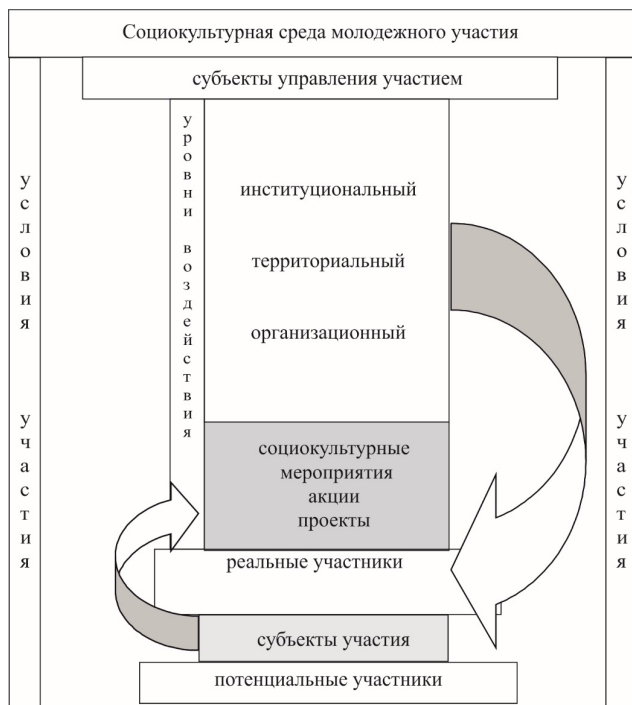 Социокультурная среда молодежного участия
субъекты управления участием
условия участия
уровни воздействия
институциональный
территориальный
организационный
социокультурные
мероприятия
акции
проекты
реальные участники
субъекты участия
потенциальные участники
условия участия